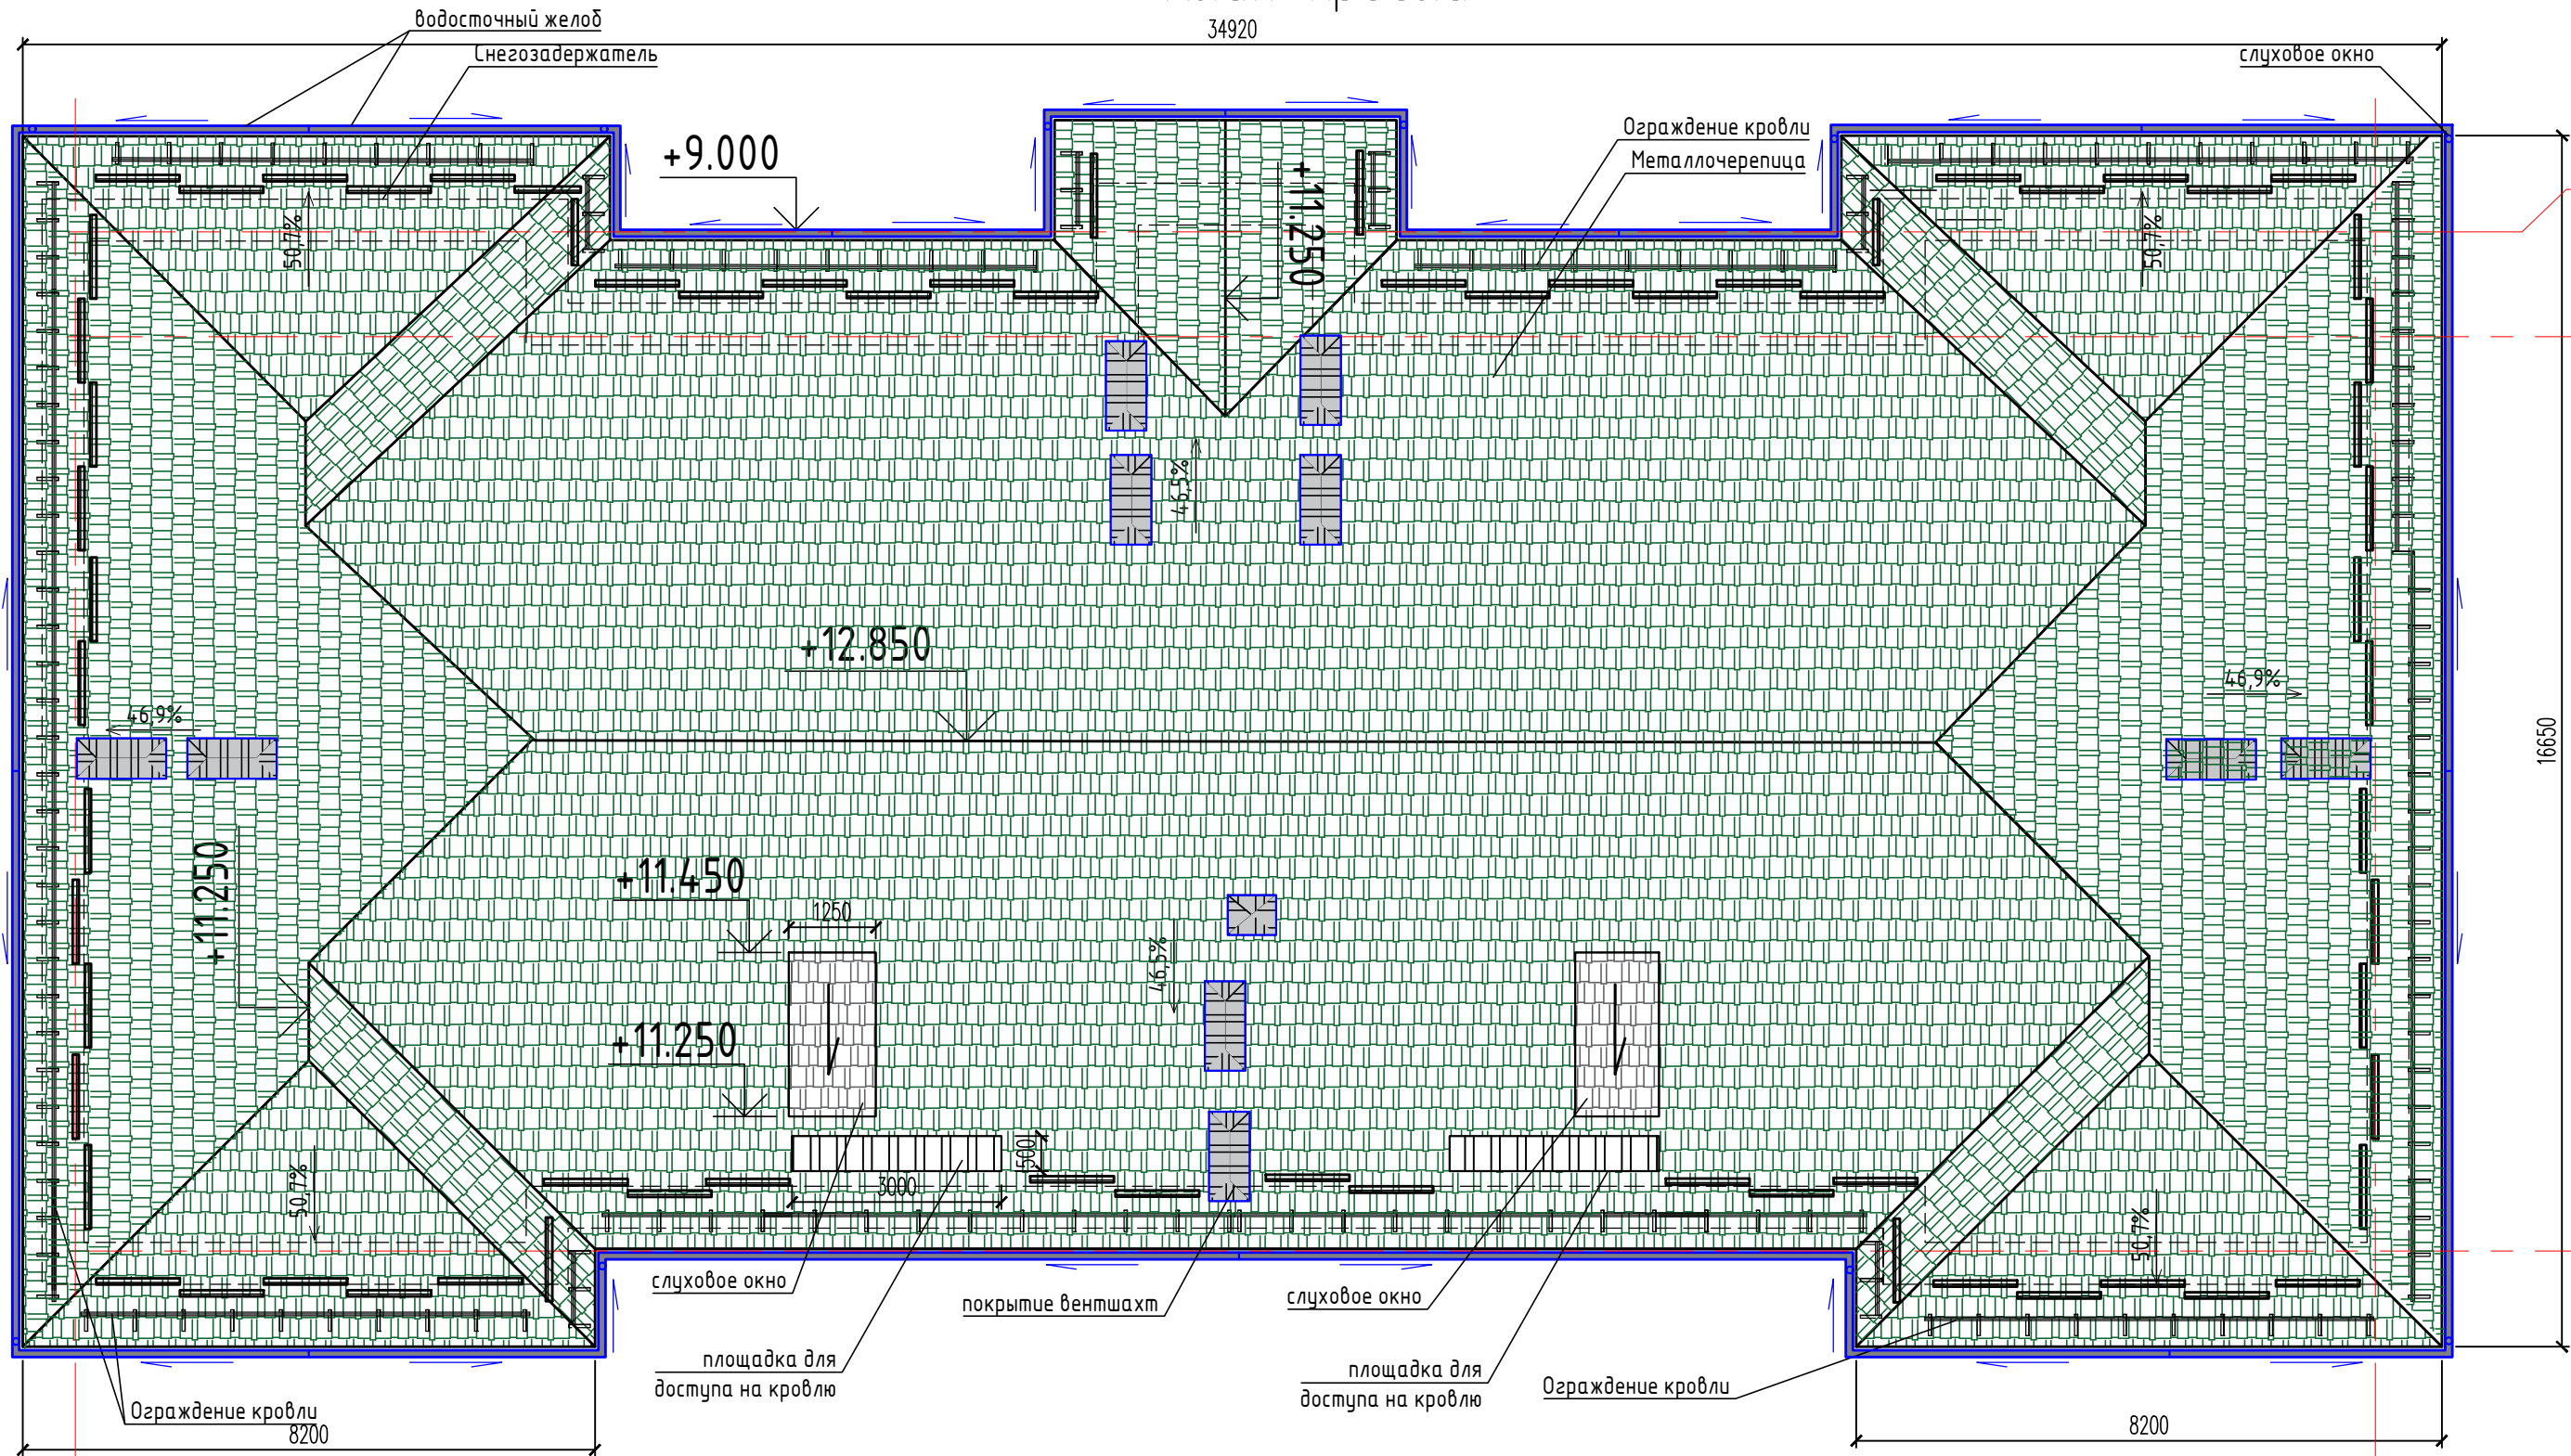 34920
водосточный желоб
Снегозадержатель
слуховое окно
+9.000
Ограждение кровли
Металлочерепица
+11.250
50,7%
50,7%
46,5%
+12.850
46,9%
46,9%
16650
+11.450
1250
+11.250
46,5%
+11.250
500
3000
50,7%
50,7%
слуховое окно
покрытие вентшахт
слуховое окно
площадка для
доступа на кровлю
площадка для
доступа на кровлю
Ограждение кровли
Ограждение кровли
8200
8200